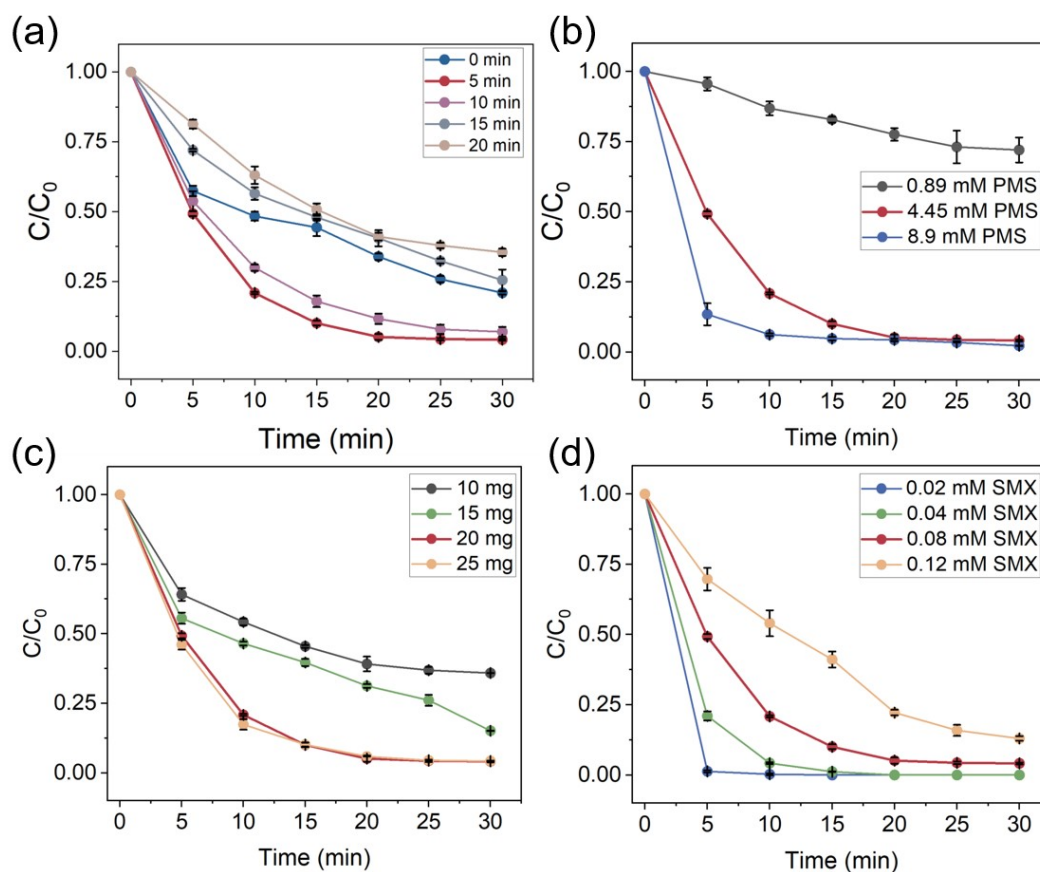 (a)
1.00
0.75
0.50
0.25
0.00
C/C₀
0 min
5 min
10 min
15 min
20 min
0 5 10 15 20 25 30
Time (min)
(b)
1.00
0.75
0.50
0.25
0.00
C/C₀
0.89 mM PMS
4.45 mM PMS
8.9 mM PMS
0 5 10 15 20 25 30
Time (min)
(c)
1.00
0.75
0.50
0.25
0.00
C/C₀
10 mg
15 mg
20 mg
25 mg
0 5 10 15 20 25 30
Time (min)
(d)
1.00
0.75
0.50
0.25
0.00
C/C₀
0.02 mM SMX
0.04 mM SMX
0.08 mM SMX
0.12 mM SMX
0 5 10 15 20 25 30
Time (min)